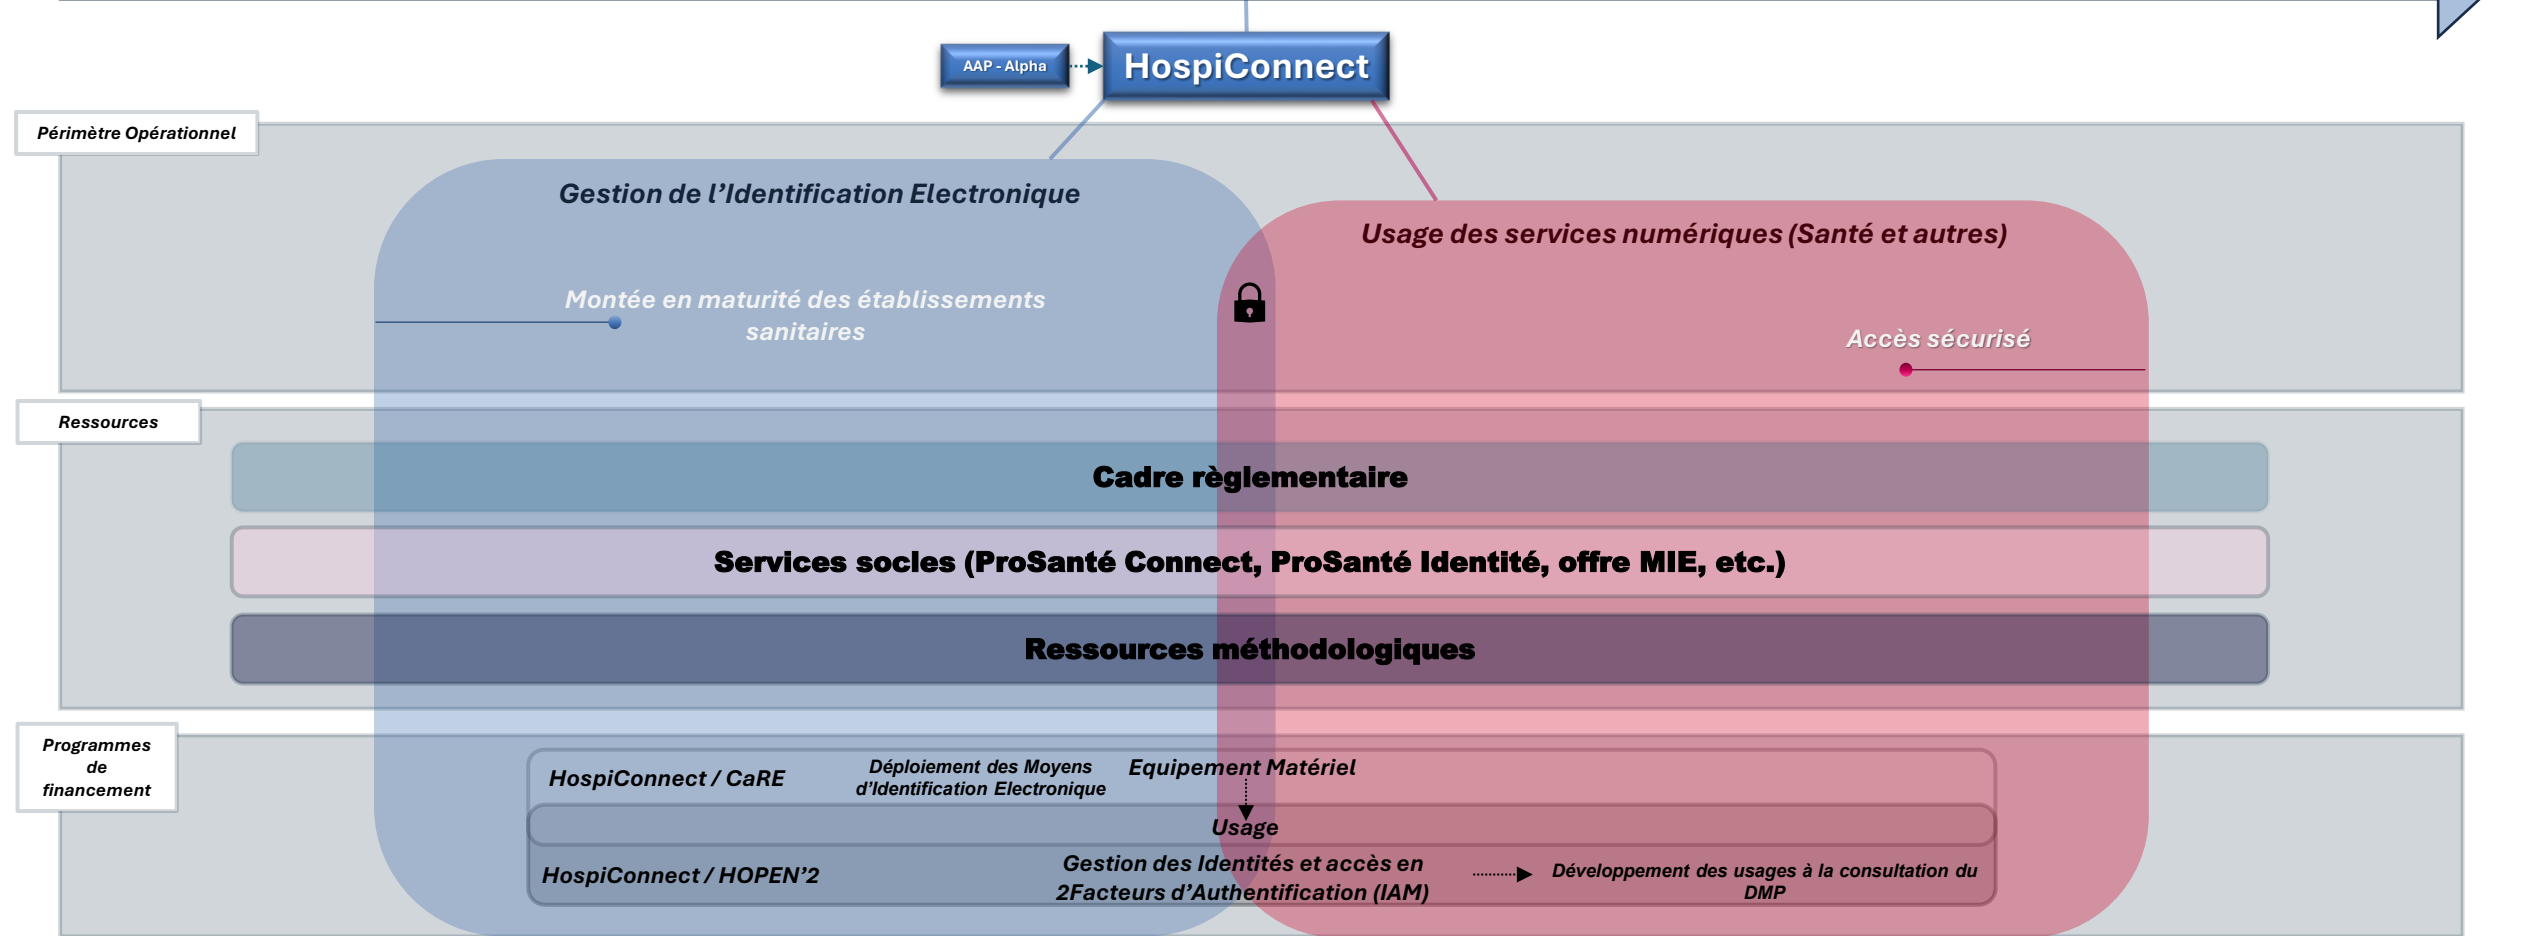 AAP - Alpha
HospiConnect
Périmètre Opérationnel
Gestion de l’Identification Electronique
Usage des services numériques (Santé et autres)
Montée en maturité des établissements
sanitaires
Accès sécurisé
Ressources
Cadre règlementaire
Services socles (ProSanté Connect, ProSanté Identité, offre MIE, etc.)
Ressources méthodologiques
Programmes
de
financement
HospiConnect / CaRE
Déploiement des Moyens
d’Identification Electronique
Equipement Matériel
Usage
HospiConnect / HOPEN’2
Gestion des Identités et accès en
2Facteurs d’Authentification (IAM)
Développement des usages à la consultation du
DMP